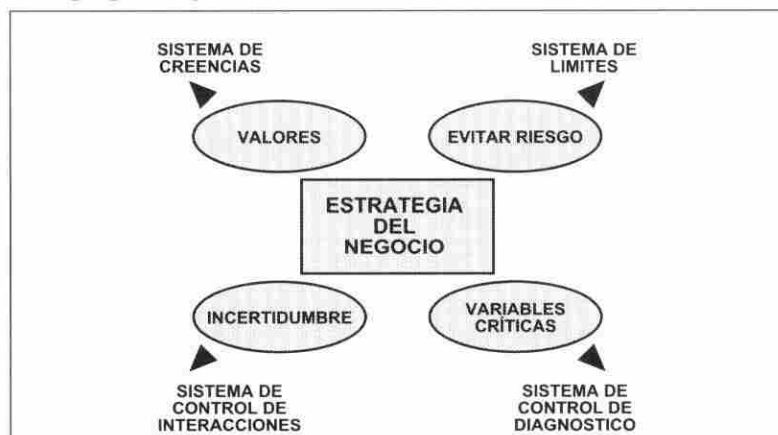 SISTEMA DE
CREENCIAS
SISTEMA DE
LIMITES
VALORES
EVITAR RIESGO
ESTRATEGIA
DEL
NEGOCIO
INCERTIDUMBRE
VARIABLES
CRÍTICAS
SISTEMA DE
CONTROL DE
INTERACCIONES
SISTEMA DE
CONTROL DE
DIAGNOSTICO